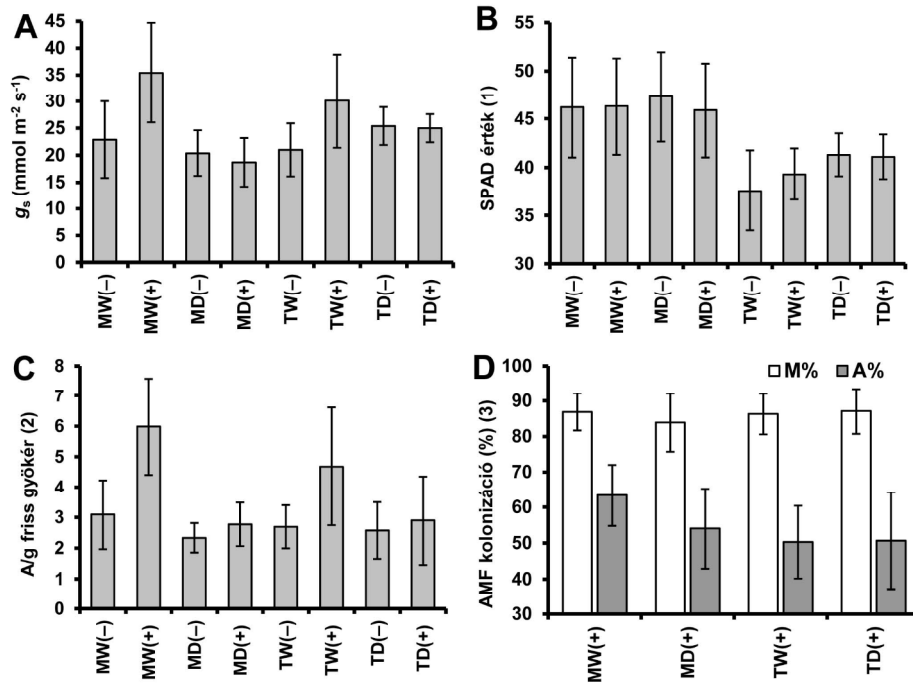 A
gs (mmol m⁻² s⁻¹)
45
40
35
30
25
20
15
10
5
0
MW(–)
MW(+)
MD(–)
MD(+)
TW(–)
TW(+)
TD(–)
TD(+)
B
SPAD érték (1)
55
50
45
40
35
30
MW(–)
MW(+)
MD(–)
MD(+)
TW(–)
TW(+)
TD(–)
TD(+)
C
A/g friss gyökér (2)
8
7
6
5
4
3
2
1
0
MW(–)
MW(+)
MD(–)
MD(+)
TW(–)
TW(+)
TD(–)
TD(+)
D
M% A%
AMF kolonizáció (%) (3)
100
90
80
70
60
50
40
30
MW(+)
MD(+)
TW(+)
TD(+)